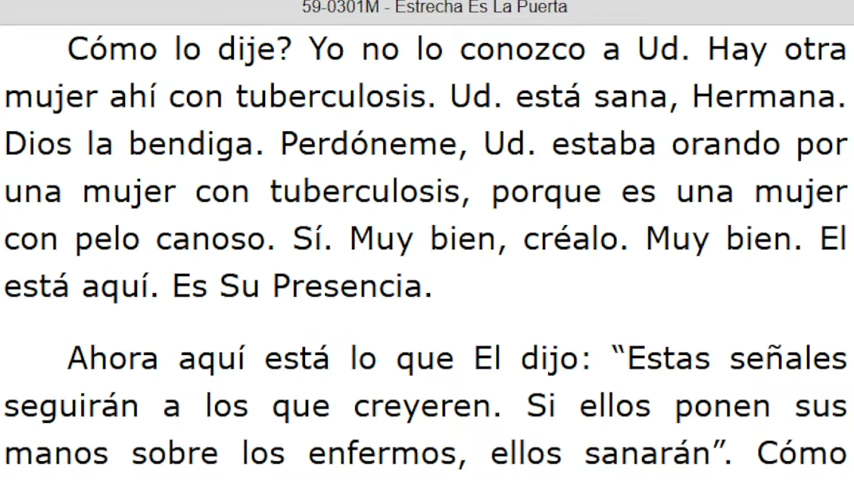 59-0301M - Estrecha Es La Puerta
Cómo lo dije? Yo no lo conozco a Ud. Hay otra
mujer ahí con tuberculosis. Ud. está sana, Hermana.
Dios la bendiga. Perdóneme, Ud. estaba orando por
una mujer con tuberculosis, porque es una mujer
con pelo canoso. Sí. Muy bien, créalo. Muy bien. El
está aquí. Es Su Presencia.
Ahora aquí está lo que El dijo: “Estas señales
seguirán a los que creyeren. Si ellos ponen sus
manos sobre los enfermos, ellos sanarán”. Cómo